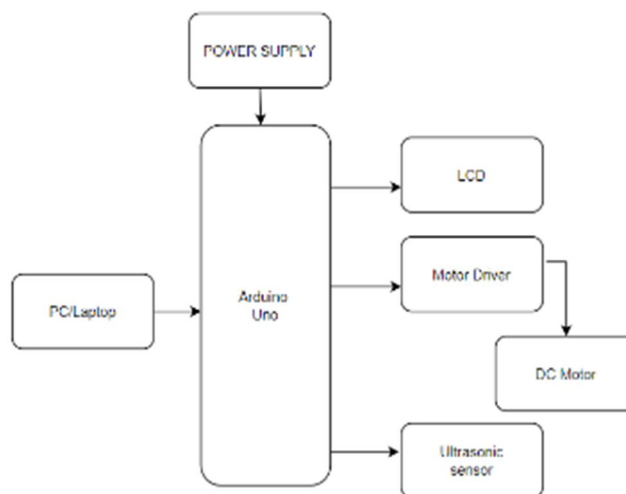 POWER SUPPLY
LCD
Motor Driver
PC/Laptop
Arduino
Uno
DC Motor
Ultrasonic
sensor